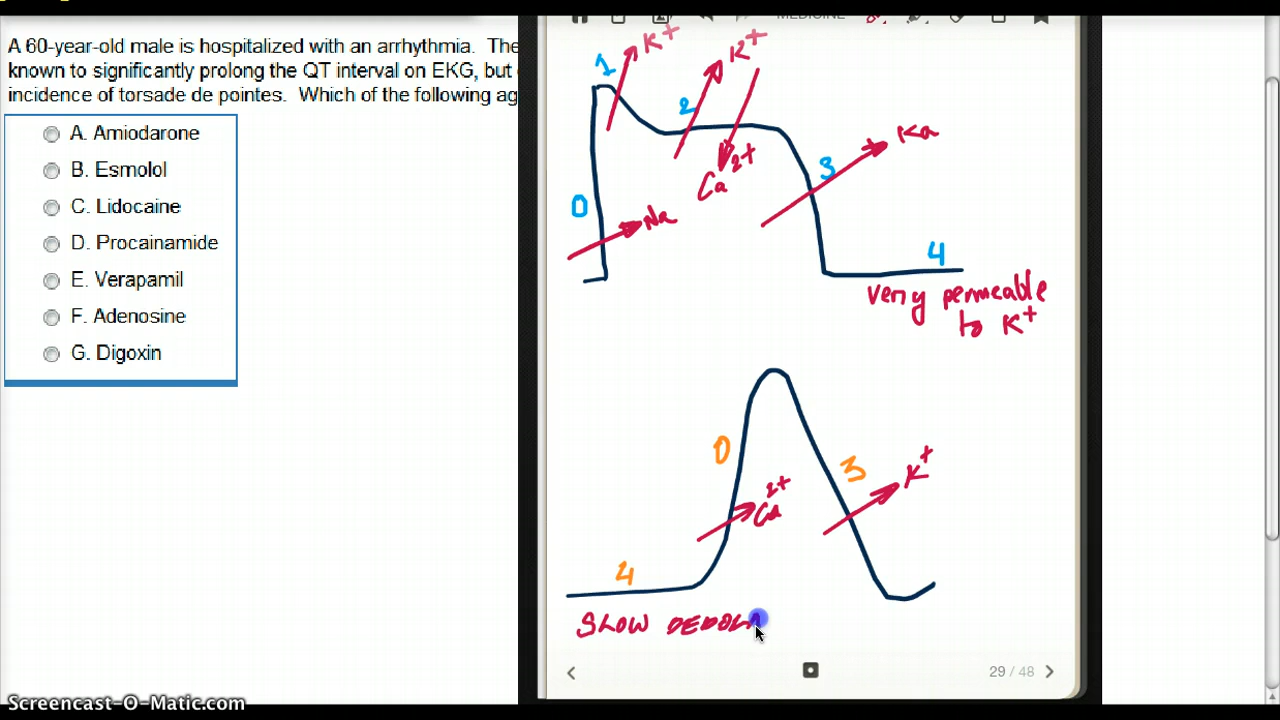 A 60-year-old male is hospitalized with an arrhythmia. The
known to significantly prolong the QT interval on EKG, but
incidence of torsade de pointes. Which of the following ag
A. Amiodarone
B. Esmolol
C. Lidocaine
D. Procainamide
E. Verapamil
F. Adenosine
G. Digoxin
MEDICINE
1
K+
2
K+
Ca2+
0
Na
3
Ka
4
very permeable
to K+
0
Ca2+
3
K+
4
SLOW DEPOLA
29 / 48
Screencast-O-Matic.com